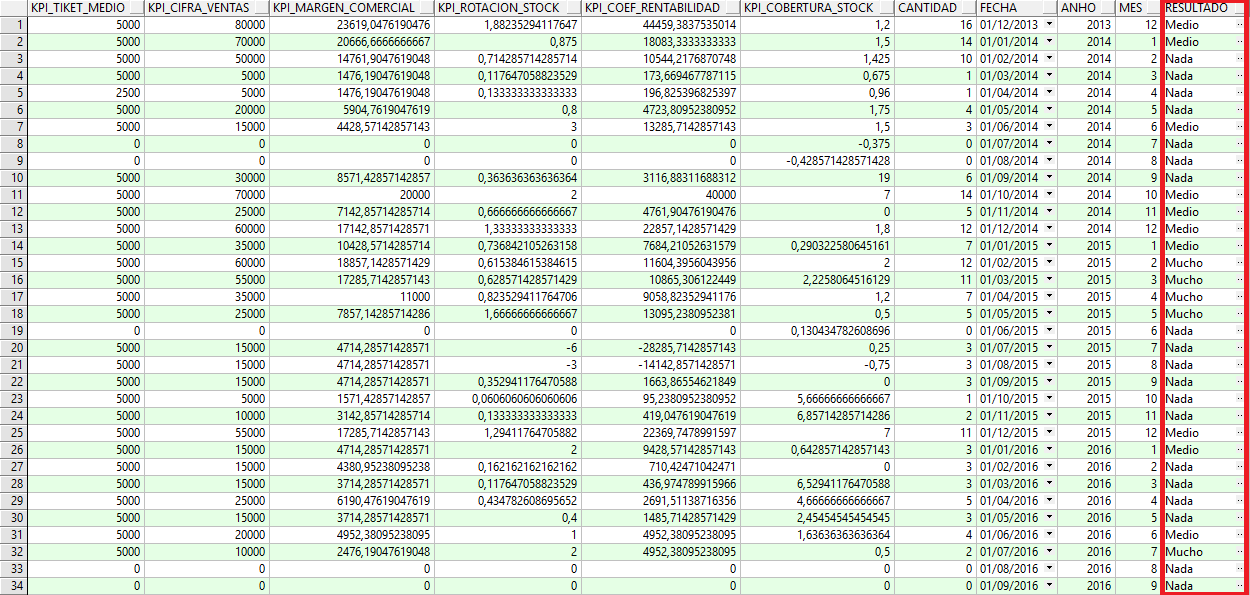 KPI_TIKET_MEDIO KPI_CIFRA_VENTAS KPI_MARGEN_COMERCIAL KPI_ROTACION_STOCK KPI_COEF_RENTABILIDAD KPI_COBERTURA_STOCK CANTIDAD FECHA ANHO MES RESULTADO
1 5000 80000 23619,0476190476 1,88235294117647 44459,3837535014 1,2 16 01/12/2013 2013 12 Medio
2 5000 70000 20666,6666666667 0,875 18083,3333333333 1,5 14 01/01/2014 2014 1 Medio
3 5000 50000 14761,9047619048 0,714285714285714 10544,2176870748 1,425 10 01/02/2014 2014 2 Nada
4 5000 5000 1476,19047619048 0,117647058823529 173,669467787115 0,675 1 01/03/2014 2014 3 Nada
5 2500 5000 1476,19047619048 0,133333333333333 196,825396825397 0,96 1 01/04/2014 2014 4 Nada
6 5000 20000 5904,7619047619 0,8 4723,80952380952 1,75 4 01/05/2014 2014 5 Nada
7 5000 15000 4428,57142857143 3 13285,7142857143 1,5 3 01/06/2014 2014 6 Medio
8 0 0 0 0 0 -0,375 0 01/07/2014 2014 7 Nada
9 0 0 0 0 0 -0,428571428571428 0 01/08/2014 2014 8 Nada
10 5000 30000 8571,42857142857 0,363636363636364 3116,88311688312 19 6 01/09/2014 2014 9 Nada
11 5000 70000 20000 2 40000 7 14 01/10/2014 2014 10 Medio
12 5000 25000 7142,85714285714 0,666666666666667 4761,90476190476 0 5 01/11/2014 2014 11 Medio
13 5000 60000 17142,8571428571 1,33333333333333 22857,1428571429 1,8 12 01/12/2014 2014 12 Medio
14 5000 35000 10428,5714285714 0,736842105263158 7684,21052631579 0,290322580645161 7 01/01/2015 2015 1 Medio
15 5000 60000 18857,1428571429 0,615384615384615 11604,3956043956 2 12 01/02/2015 2015 2 Mucho
16 5000 55000 17285,7142857143 0,628571428571429 10865,306122449 2,2258064516129 11 01/03/2015 2015 3 Mucho
17 5000 35000 11000 0,823529411764706 9058,82352941176 1,2 7 01/04/2015 2015 4 Mucho
18 5000 25000 7857,14285714286 1,66666666666667 13095,2380952381 0,5 5 01/05/2015 2015 5 Mucho
19 0 0 0 0 0 0,130434782608696 0 01/06/2015 2015 6 Nada
20 5000 15000 4714,28571428571 -6 -28285,7142857143 0,25 3 01/07/2015 2015 7 Nada
21 5000 15000 4714,28571428571 -3 -14142,8571428571 -0,75 3 01/08/2015 2015 8 Nada
22 5000 15000 4714,28571428571 0,352941176470588 1663,86554621849 0 3 01/09/2015 2015 9 Nada
23 5000 5000 1571,42857142857 0,0606060606060606 95,2380952380952 5,66666666666667 1 01/10/2015 2015 10 Nada
24 5000 10000 3142,85714285714 0,133333333333333 419,047619047619 6,85714285714286 2 01/11/2015 2015 11 Nada
25 5000 55000 17285,7142857143 1,29411764705882 22369,7478991597 7 11 01/12/2015 2015 12 Medio
26 5000 15000 4714,28571428571 2 9428,57142857143 0,642857142857143 3 01/01/2016 2016 1 Medio
27 5000 15000 4380,95238095238 0,162162162162162 710,42471042471 0 3 01/02/2016 2016 2 Nada
28 5000 15000 3714,28571428571 0,117647058823529 436,974789915966 6,52941176470588 3 01/03/2016 2016 3 Nada
29 5000 25000 6190,47619047619 0,434782608695652 2691,51138716356 4,66666666666667 5 01/04/2016 2016 4 Nada
30 5000 15000 3714,28571428571 0,4 1485,71428571429 2,45454545454545 3 01/05/2016 2016 5 Nada
31 5000 20000 4952,38095238095 1 4952,38095238095 1,63636363636364 4 01/06/2016 2016 6 Medio
32 5000 10000 2476,19047619048 2 4952,38095238095 0,5 2 01/07/2016 2016 7 Mucho
33 0 0 0 0 0 0 0 01/08/2016 2016 8 Nada
34 0 0 0 0 0 0 0 01/09/2016 2016 9 Nada